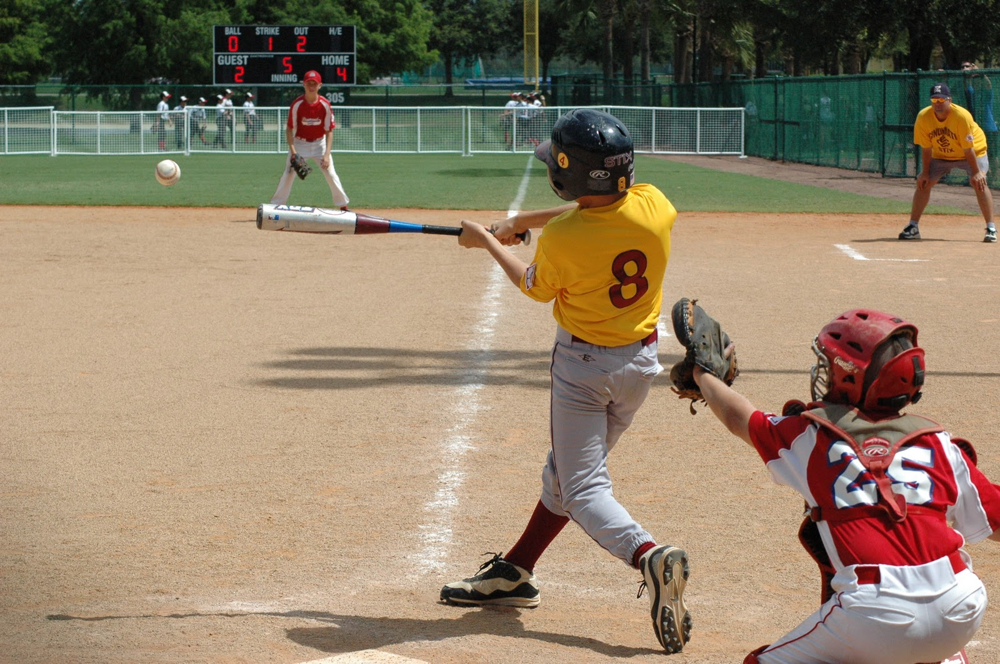 BALL STRIKE OUT H/E
0 1 2
GUEST 5 HOME
2 INNING 4
305
4
STIX
R
8
8
CINCINNATI
STIX
E
Rawlings
R
25